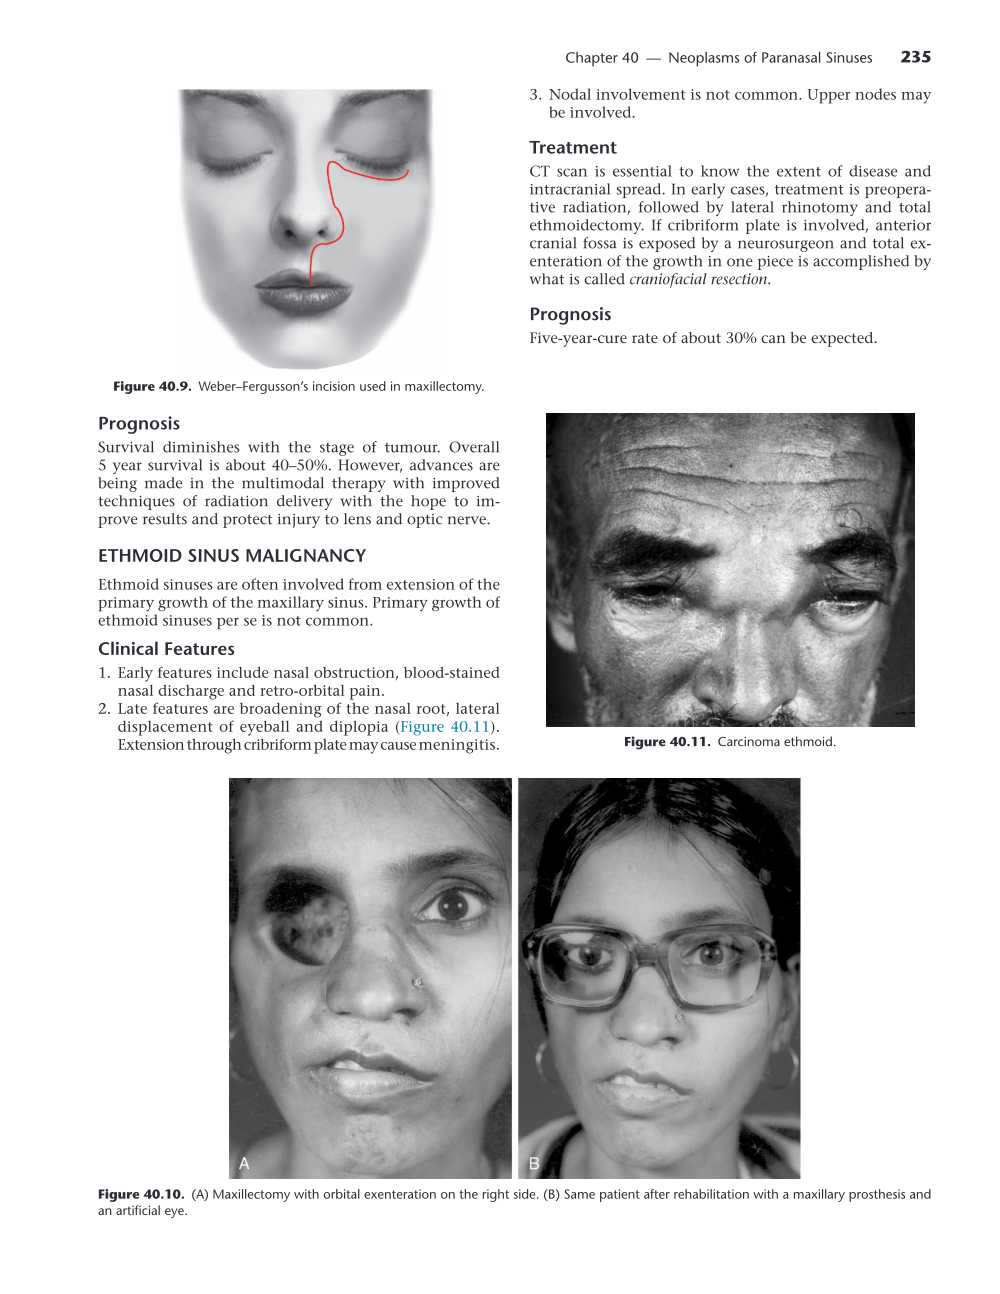 Chapter 40 — Neoplasms of Paranasal Sinuses 235
Figure 40.9. Weber–Fergusson’s incision used in maxillectomy.
Prognosis
Survival diminishes with the stage of tumour. Overall
5 year survival is about 40–50%. However, advances are
being made in the multimodal therapy with improved
techniques of radiation delivery with the hope to im-
prove results and protect injury to lens and optic nerve.
ETHMOID SINUS MALIGNANCY
Ethmoid sinuses are often involved from extension of the
primary growth of the maxillary sinus. Primary growth of
ethmoid sinuses per se is not common.
Clinical Features
1. Early features include nasal obstruction, blood-stained
nasal discharge and retro-orbital pain.
2. Late features are broadening of the nasal root, lateral
displacement of eyeball and diplopia (Figure 40.11).
Extension through cribriform plate may cause meningitis.
3. Nodal involvement is not common. Upper nodes may
be involved.
Treatment
CT scan is essential to know the extent of disease and
intracranial spread. In early cases, treatment is preopera-
tive radiation, followed by lateral rhinotomy and total
ethmoidectomy. If cribriform plate is involved, anterior
cranial fossa is exposed by a neurosurgeon and total ex-
enteration of the growth in one piece is accomplished by
what is called craniofacial resection.
Prognosis
Five-year-cure rate of about 30% can be expected.
Figure 40.11. Carcinoma ethmoid.
A
B
Figure 40.10. (A) Maxillectomy with orbital exenteration on the right side. (B) Same patient after rehabilitation with a maxillary prosthesis and
an artificial eye.